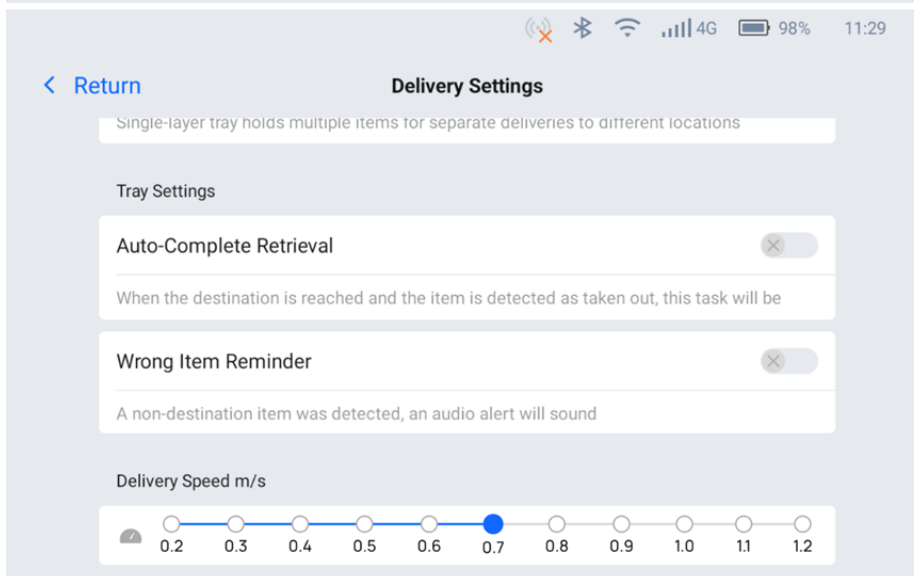 4G 98% 11:29
Return Delivery Settings
Single-layer tray holds multiple items for separate deliveries to different locations
Tray Settings
Auto-Complete Retrieval
When the destination is reached and the item is detected as taken out, this task will be
Wrong Item Reminder
A non-destination item was detected, an audio alert will sound
Delivery Speed m/s
0.2 0.3 0.4 0.5 0.6 0.7 0.8 0.9 1.0 1.1 1.2